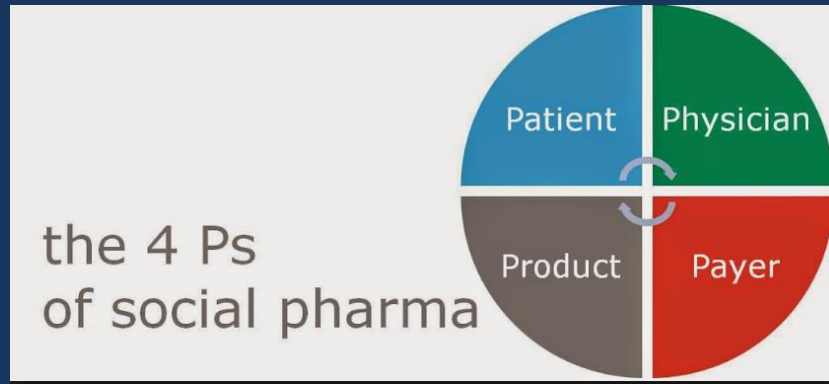 the 4 Ps
of social pharma
Patient
Physician
Product
Payer